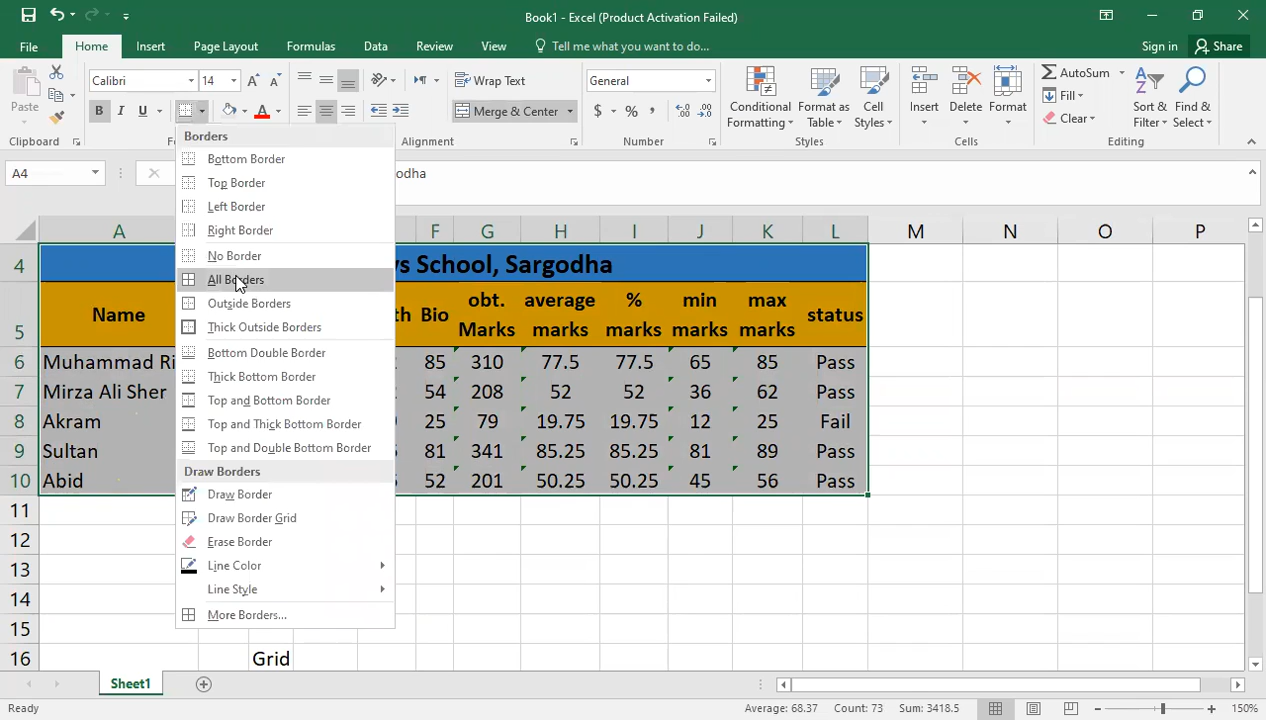 Book1 - Excel (Product Activation Failed)
File Home Insert Page Layout Formulas Data Review View Tell me what you want to do... Sign in Share
Paste
Calibri 14
B I U
Wrap Text
Merge & Center
General
$ % ,
Conditional Formatting
Format as Table
Cell Styles
Insert Delete Format
AutoSum
Fill
Clear
Sort & Filter
Find & Select
Clipboard Alignment Styles Cells Editing
A4
odha
A F G H I J K L M N O P
4 ys School, Sargodha
5 Name th Bio obt. Marks average marks % marks min marks max marks status
6 Muhammad Ri 85 310 77.5 77.5 65 85 Pass
7 Mirza Ali Sher 54 208 52 52 36 62 Pass
8 Akram 25 79 19.75 19.75 12 25 Fail
9 Sultan 81 341 85.25 85.25 81 89 Pass
10 Abid 52 201 50.25 50.25 45 56 Pass
11
12
13
14
15
16 Grid
Borders
Bottom Border
Top Border
Left Border
Right Border
No Border
All Borders
Outside Borders
Thick Outside Borders
Bottom Double Border
Thick Bottom Border
Top and Bottom Border
Top and Thick Bottom Border
Top and Double Bottom Border
Draw Borders
Draw Border
Draw Border Grid
Erase Border
Line Color
Line Style
More Borders...
Sheet1
Ready Average: 68.37 Count: 73 Sum: 3418.5 150%